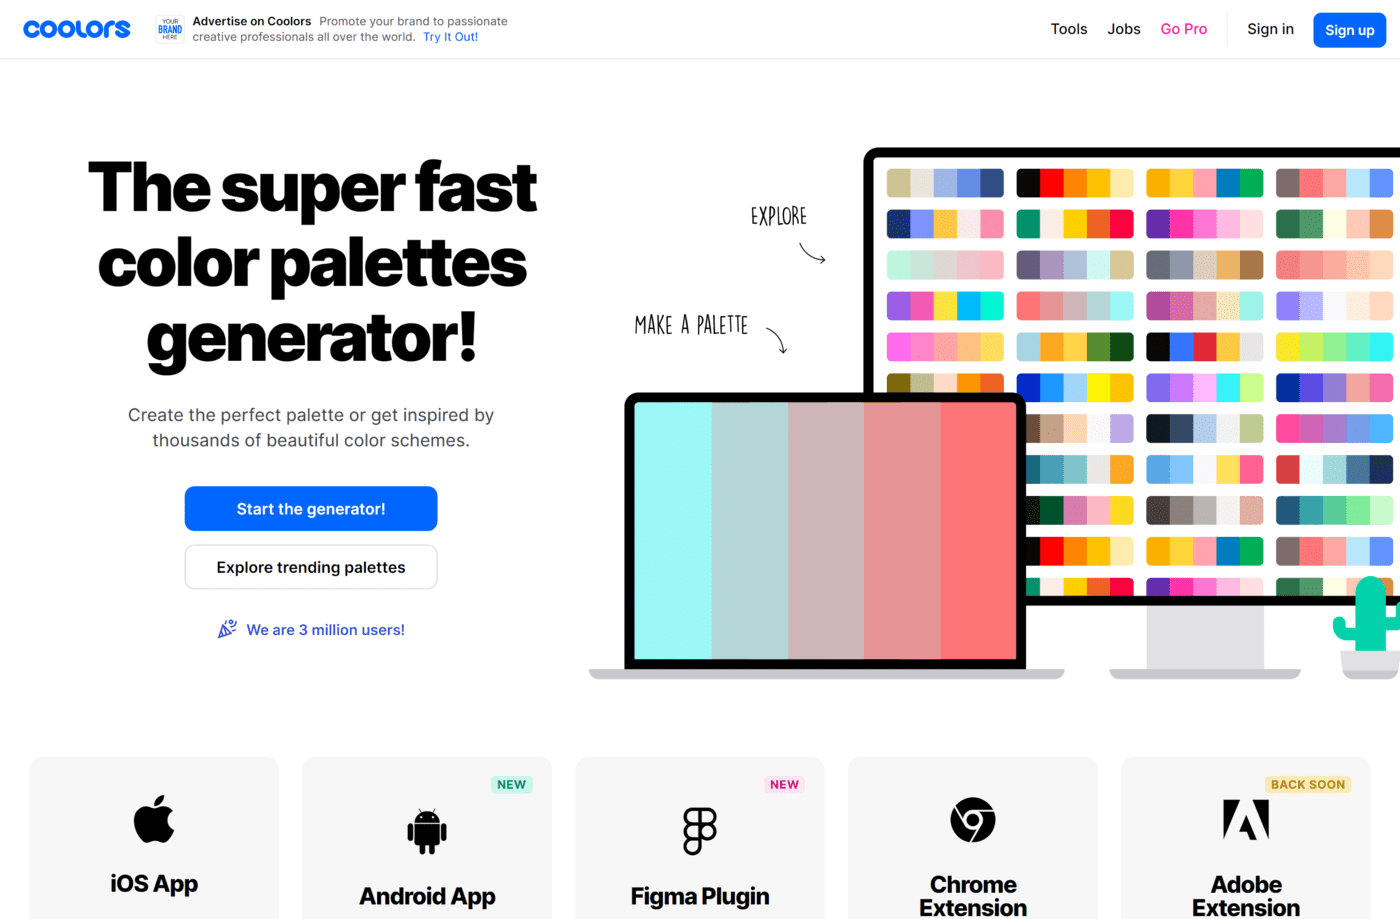 coolors
YOUR
BRAND
HERE
Advertise on Coolors Promote your brand to passionate
creative professionals all over the world. Try It Out!
Tools Jobs Go Pro Sign in Sign up
The super fast
color palettes
generator!
Create the perfect palette or get inspired by
thousands of beautiful color schemes.
Start the generator!
Explore trending palettes
We are 3 million users!
EXPLORE
MAKE A PALETTE
iOS App
NEW
Android App
NEW
Figma Plugin
Chrome
Extension
BACK SOON
Adobe
Extension